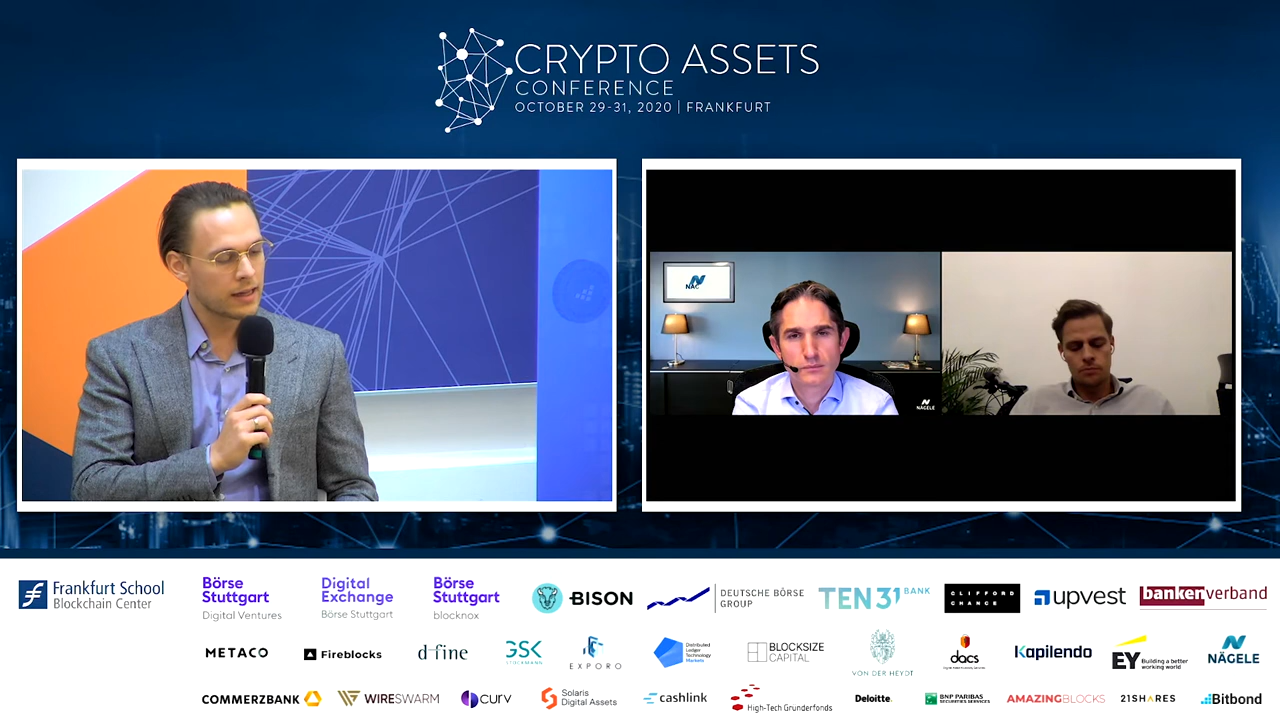 CRYPTO ASSETS
CONFERENCE
OCTOBER 29-31, 2020 | FRANKFURT
NÄGELE
Frankfurt School
Blockchain Center
Börse
Stuttgart
Digital Ventures
Digital
Exchange
Börse Stuttgart
Börse
Stuttgart
blocknox
BISON
DEUTSCHE BÖRSE
GROUP
TEN31 BANK
CLIFFORD
CHANCE
upvest
bankenverband
METACO
Fireblocks
d-fine
GSK
STOCKMANN
EXPORO
Distributed
Ledger
Technology
Markets
BLOCKSIZE
CAPITAL
VON DER HEYDT
dacs
Kapilendo
EY
Building a better
working world
NÄGELE
COMMERZBANK
WIRESWARM
curv
Solaris
Digital Assets
cashlink
High-Tech Gründerfonds
Deloitte.
BNP PARIBAS
SECURITIES SERVICES
AMAZINGBLOCKS
21SHARES
Bitbond